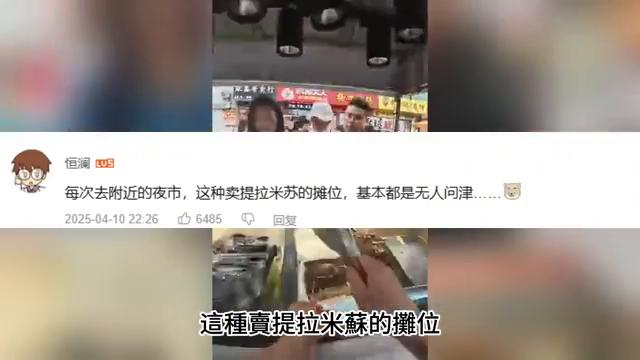 恒澜 LV5
每次去附近的夜市，这种卖提拉米苏的摊位，基本都是无人问津……
2025-04-10 22:26 6485 回复
這種賣提拉米蘇的攤位